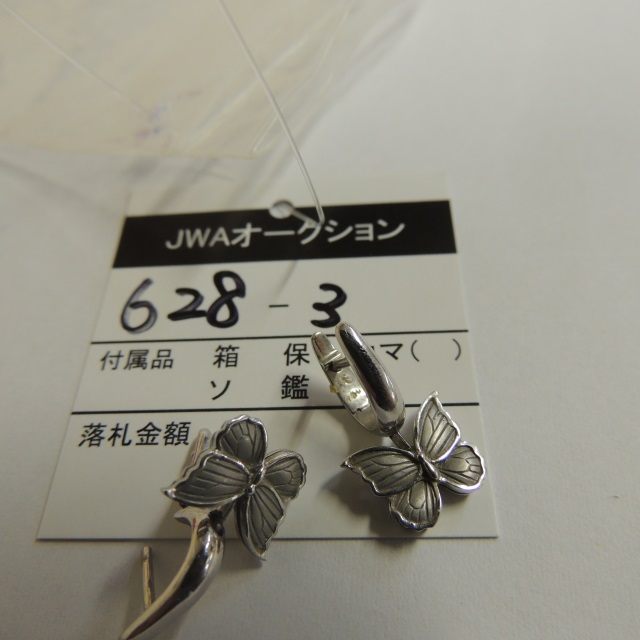 JWAオークション
628-3
付属品 箱 保 マ( )
ソ 鑑
落札金額